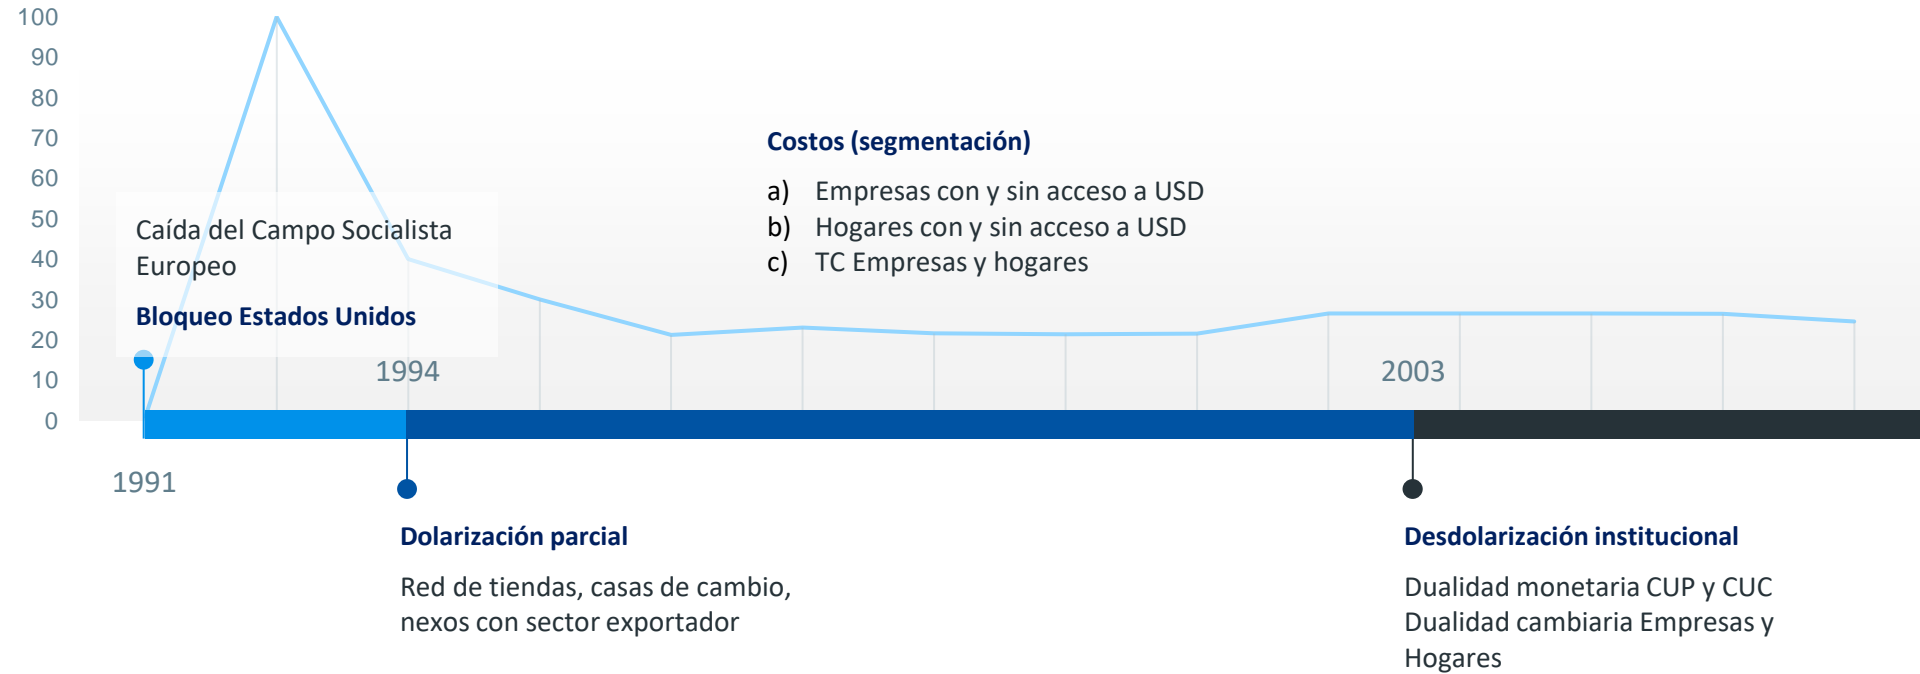 100
90
80
70
60
50
40
30
20
10
0
Caída del Campo Socialista
Europeo
Bloqueo Estados Unidos
Costos (segmentación)
a) Empresas con y sin acceso a USD
b) Hogares con y sin acceso a USD
c) TC Empresas y hogares
1994
2003
1991
Dolarización parcial
Red de tiendas, casas de cambio,
nexos con sector exportador
Desdolarización institucional
Dualidad monetaria CUP y CUC
Dualidad cambiaria Empresas y
Hogares